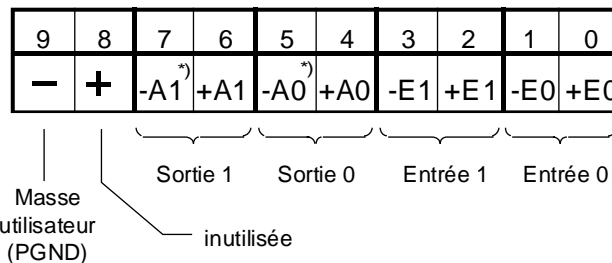 9 8 7 6 5 4 3 2 1 0
− + -A1*) +A1 -A0*) +A0 -E1 +E1 -E0 +E0
Sortie 1 Sortie 0 Entrée 1 Entrée 0
Masse
utilisateur
(PGND)
inutilisée